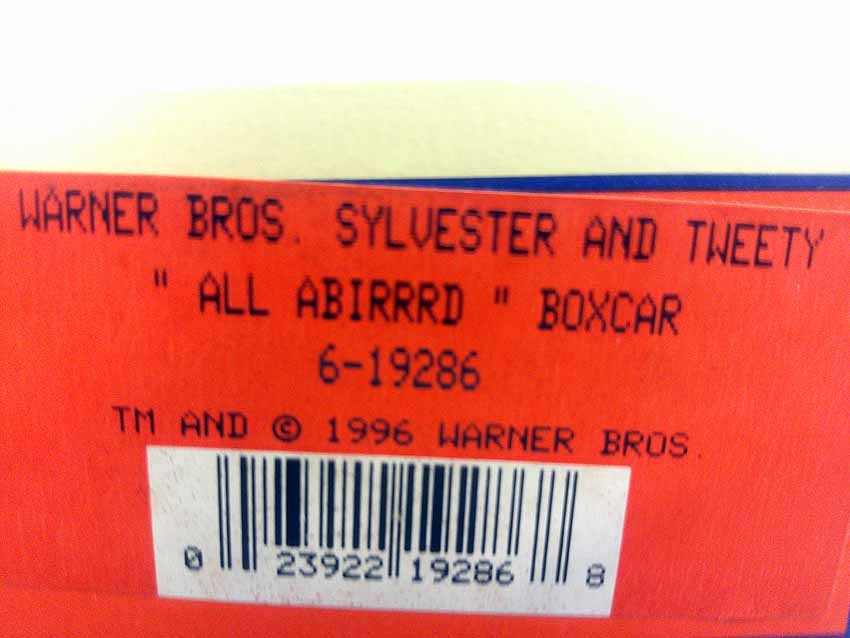 WARNER BROS. SYLVESTER AND TWEETY
" ALL ABIRRRD " BOXCAR
6-19286
TM AND © 1996 WARNER BROS.
0 23922 19286 8